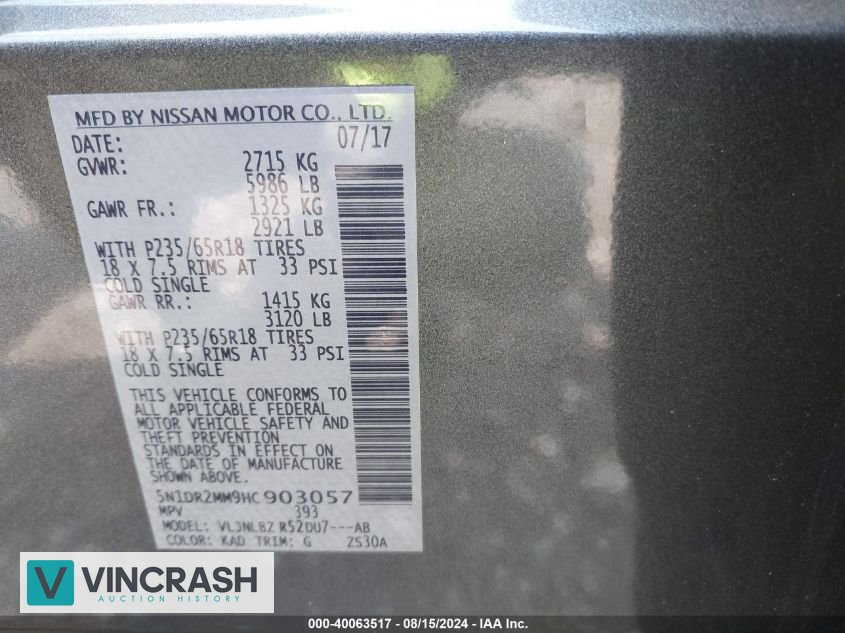 MFD BY NISSAN MOTOR CO., LTD.
DATE: 07/17
GVWR: 2715 KG
5986 LB
GAWR FR.: 1325 KG
2921 LB
WITH P235/65R18 TIRES
18 X 7.5 RIMS AT 33 PSI
COLD SINGLE
GAWR RR.: 1415 KG
3120 LB
WITH P235/65R18 TIRES
18 X 7.5 RIMS AT 33 PSI
COLD SINGLE
THIS VEHICLE CONFORMS TO
ALL APPLICABLE FEDERAL
MOTOR VEHICLE SAFETY AND
THEFT PREVENTION
STANDARDS IN EFFECT ON
THE DATE OF MANUFACTURE
SHOWN ABOVE.
5N1DR2MM9HC903057
MPV 393
MODEL: VLJNLBZ R52DU7---AB
COLOR: KAD TRIM: G ZS30A
VINCRASH
AUCTION HISTORY
000-40063517 - 08/15/2024 - IAA Inc.